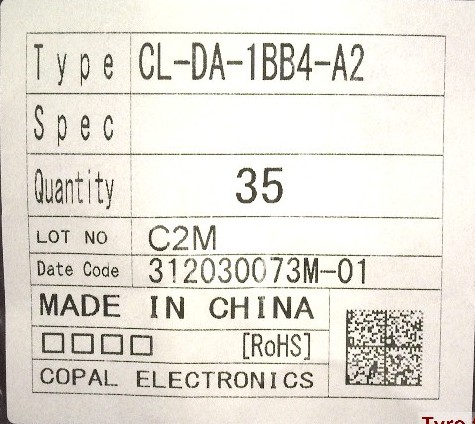 Type CL-DA-1BB4-A2
Spec
Quantity 35
LOT NO C2M
Date Code 312030073M-01
MADE IN CHINA
□□□□ [RoHS]
COPAL ELECTRONICS